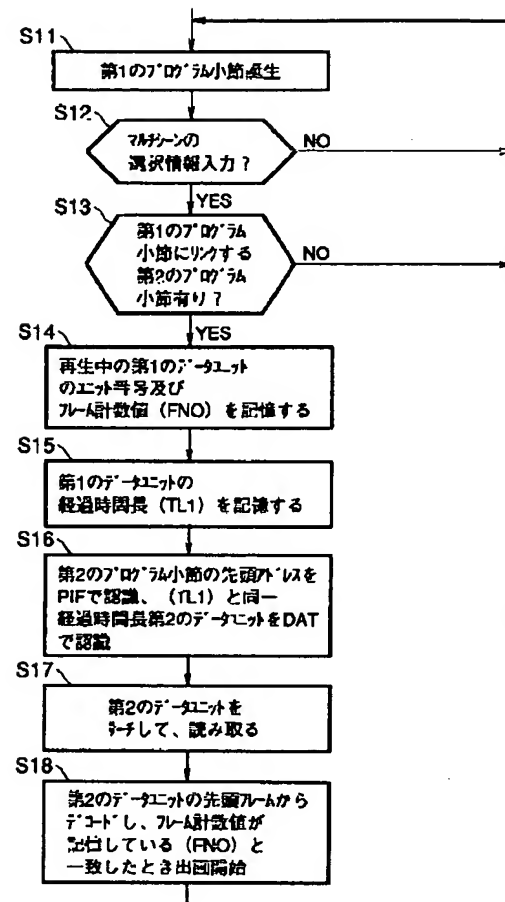 S11
第1のプログラム小節再生
S12
マルチシーンの
選択情報入力？
NO
YES
S13
第1のプログラム
小節にリンクする
第2のプログラム
小節有り？
NO
YES
S14
再生中の第1のデータユニット
のユニット番号及び
フレーム計数値（FNO）を記憶する
S15
第1のデータユニットの
経過時間長（TL1）を記憶する
S16
第2のプログラム小節の先頭アドレスを
PIFで認識、（TL1）と同一
経過時間長第2のデータユニットをDAT
で認識
S17
第2のデータユニットを
サーチして、読み取る
S18
第2のデータユニットの先頭フレームから
デコードし、フレーム計数値が
記憶している（FNO）と
一致したとき出画開始